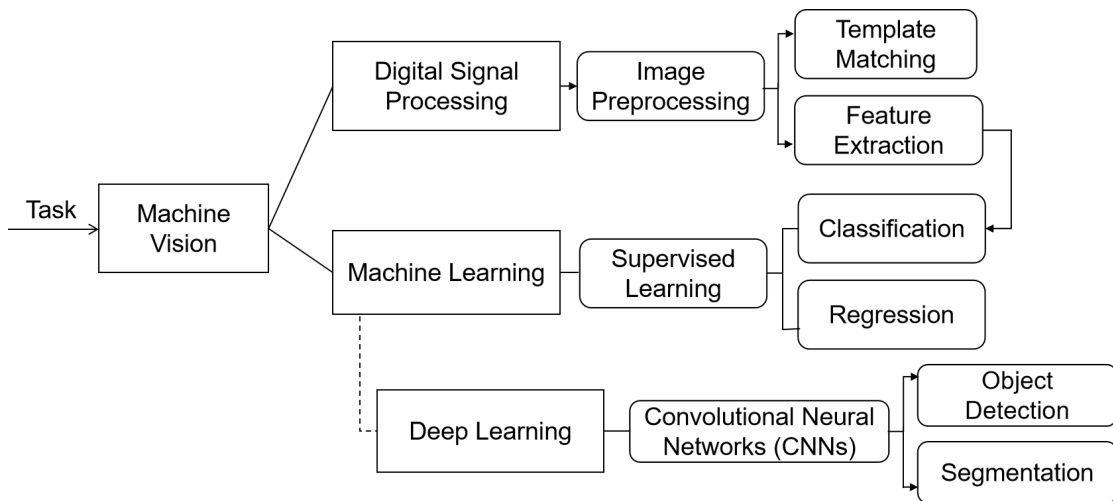 Task
Machine
Vision
Digital Signal
Processing
Image
Preprocessing
Template
Matching
Feature
Extraction
Machine Learning
Supervised
Learning
Classification
Regression
Deep Learning
Convolutional Neural
Networks (CNNs)
Object
Detection
Segmentation